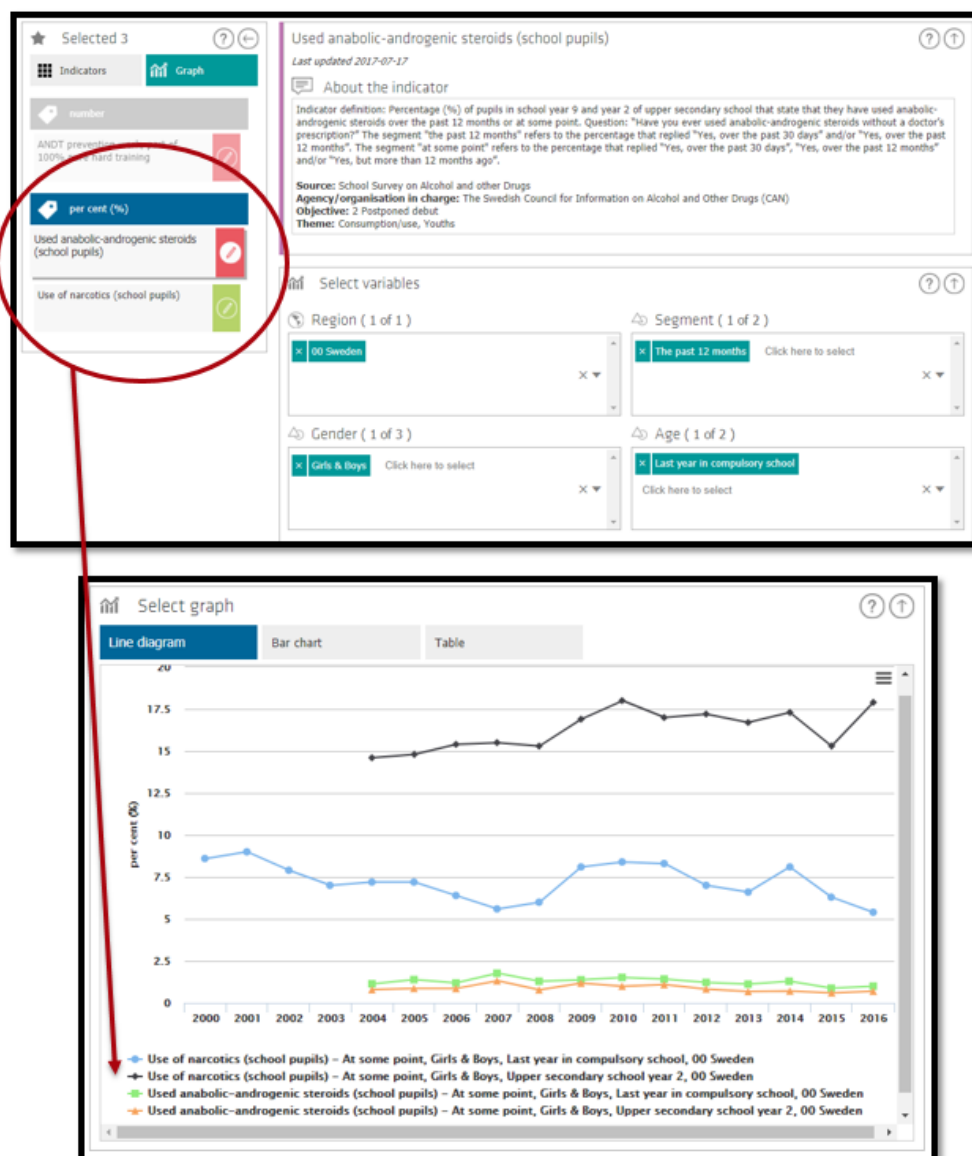 Selected 3
Indicators
Graph
number
ANDT prevention work part of
100% pure hard training
per cent (%)
Used anabolic-androgenic steroids
(school pupils)
Use of narcotics (school pupils)
Used anabolic-androgenic steroids (school pupils)
Last updated 2017-07-17
About the indicator
Indicator definition: Percentage (%) of pupils in school year 9 and year 2 of upper secondary school that state that they have used anabolic-
androgenic steroids over the past 12 months or at some point. Question: "Have you ever used anabolic-androgenic steroids without a doctor's
prescription?" The segment "the past 12 months" refers to the percentage that replied "Yes, over the past 30 days" and/or "Yes, over the past
12 months". The segment "at some point" refers to the percentage that replied "Yes, over the past 30 days", "Yes, over the past 12 months"
and/or "Yes, but more than 12 months ago".
Source: School Survey on Alcohol and other Drugs
Agency/organisation in charge: The Swedish Council for Information on Alcohol and Other Drugs (CAN)
Objective: 2 Postponed debut
Theme: Consumption/use, Youths
Select variables
Region ( 1 of 1 )
× 00 Sweden
Segment ( 1 of 2 )
× The past 12 months Click here to select
Gender ( 1 of 3 )
× Girls & Boys Click here to select
Age ( 1 of 2 )
× Last year in compulsory school
Click here to select
Select graph
Line diagram
Bar chart
Table
20
17.5
15
12.5
10
7.5
5
2.5
0
per cent (%)
2000 2001 2002 2003 2004 2005 2006 2007 2008 2009 2010 2011 2012 2013 2014 2015 2016
Use of narcotics (school pupils) – At some point, Girls & Boys, Last year in compulsory school, 00 Sweden
Use of narcotics (school pupils) – At some point, Girls & Boys, Upper secondary school year 2, 00 Sweden
Used anabolic-androgenic steroids (school pupils) – At some point, Girls & Boys, Last year in compulsory school, 00 Sweden
Used anabolic-androgenic steroids (school pupils) – At some point, Girls & Boys, Upper secondary school year 2, 00 Sweden